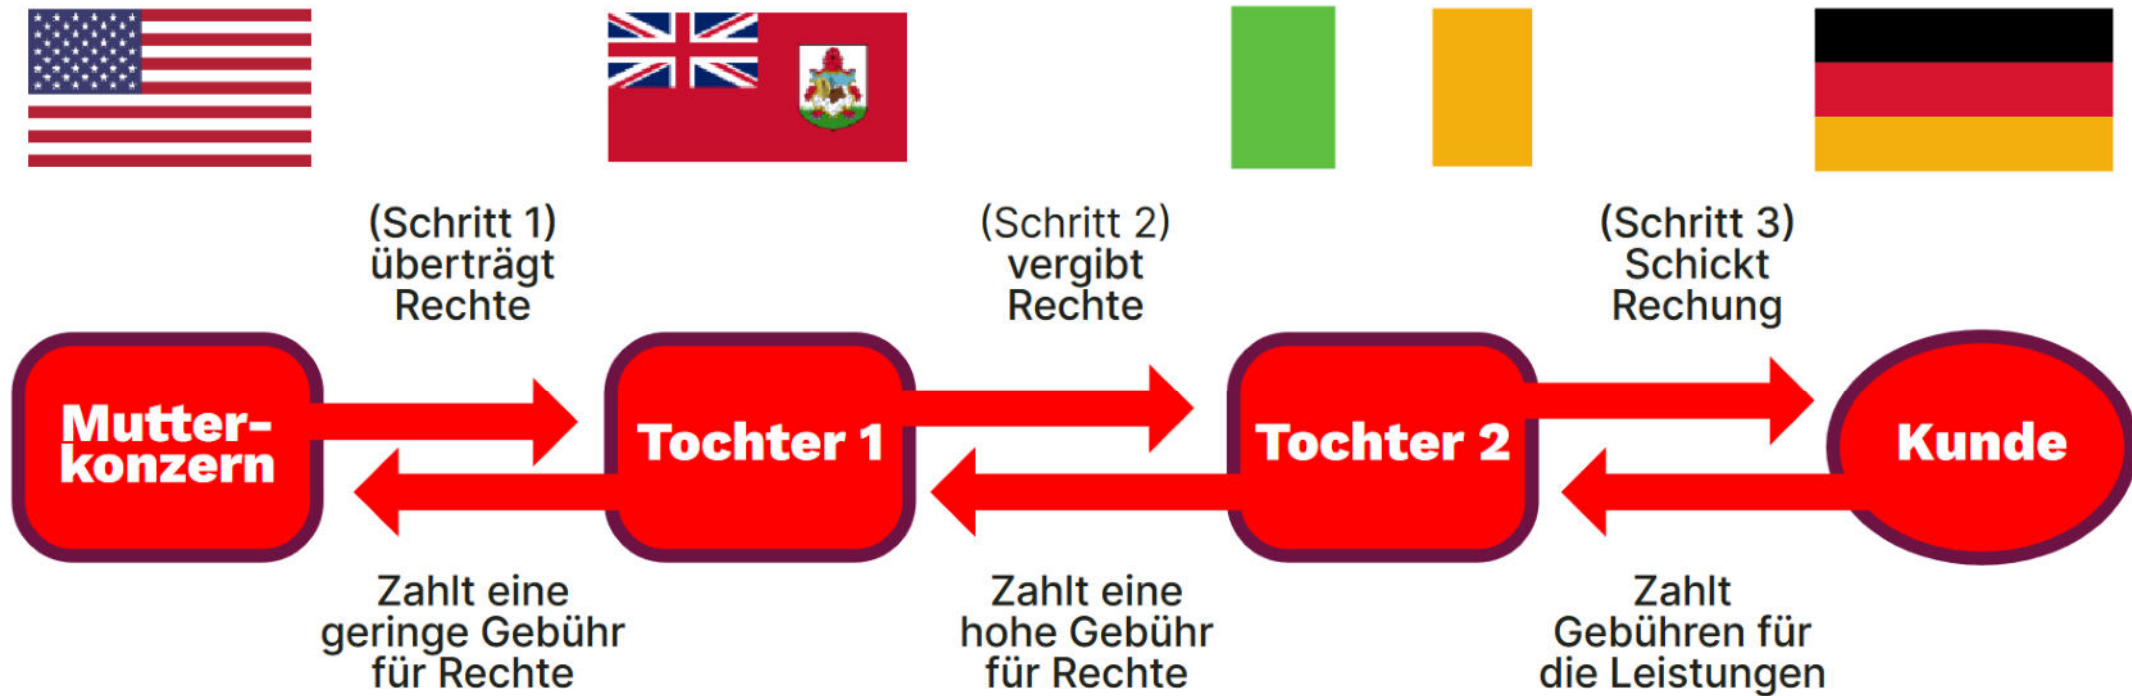 (Schritt 1)
überträgt
Rechte
(Schritt 2)
vergibt
Rechte
(Schritt 3)
Schickt
Rechung
Mutter-
konzern
Tochter 1
Tochter 2
Kunde
Zahlt eine
geringe Gebühr
für Rechte
Zahlt eine
hohe Gebühr
für Rechte
Zahlt
Gebühren für
die Leistungen